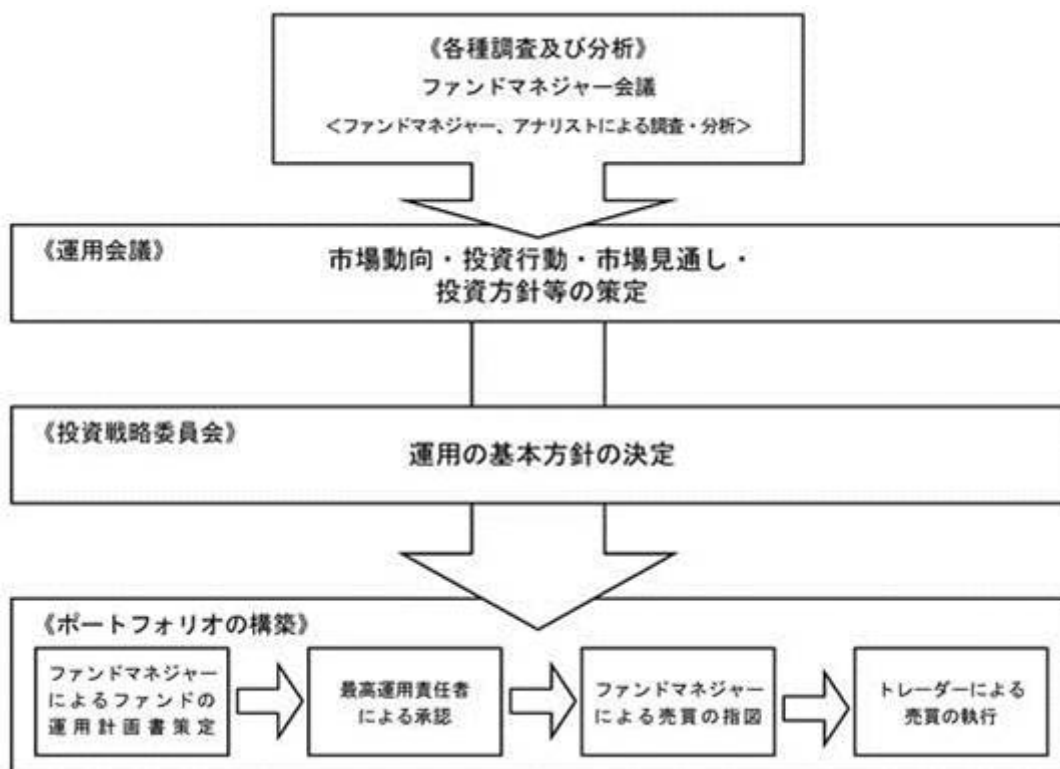 《各種調査及び分析》
ファンドマネジャー会議
＜ファンドマネジャー、アナリストによる調査・分析＞
《運用会議》
市場動向・投資行動・市場見通し・
投資方針等の策定
《投資戦略委員会》
運用の基本方針の決定
《ポートフォリオの構築》
ファンドマネジャー
によるファンドの
運用計画書策定
最高運用責任者
による承認
ファンドマネジャー
による売買の指図
トレーダーによる
売買の執行